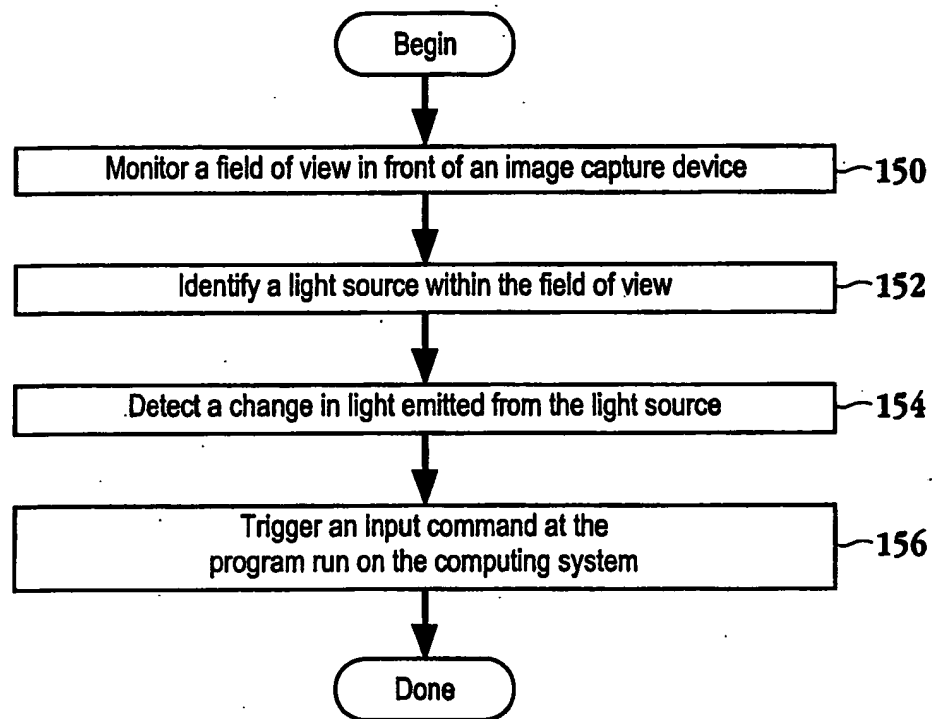 Begin
Monitor a field of view in front of an image capture device
150
Identify a light source within the field of view
152
Detect a change in light emitted from the light source
154
Trigger an input command at the
program run on the computing system
156
Done